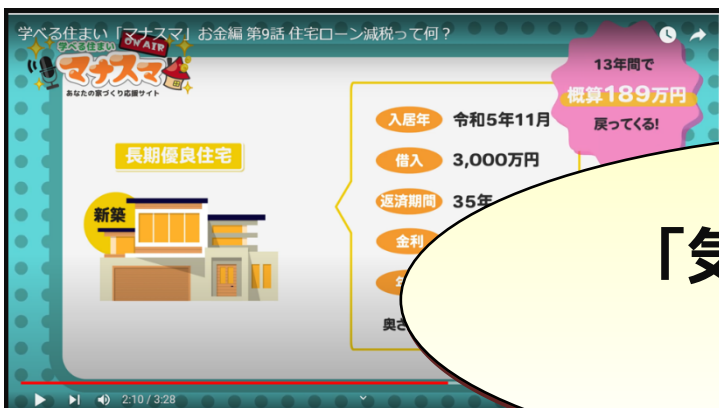 学べる住まい「マナスマ」お金編 第9話 住宅ローン減税って何?
学べる住まい
ON AIR
マナスマ
あなたの家づくり応援サイト
13年間で
概算189万円
戻ってくる!
長期優良住宅
新築
入居年 令和5年11月
借入 3,000万円
返済期間 35年
金利
奥さ
「気
2:10 / 3:28